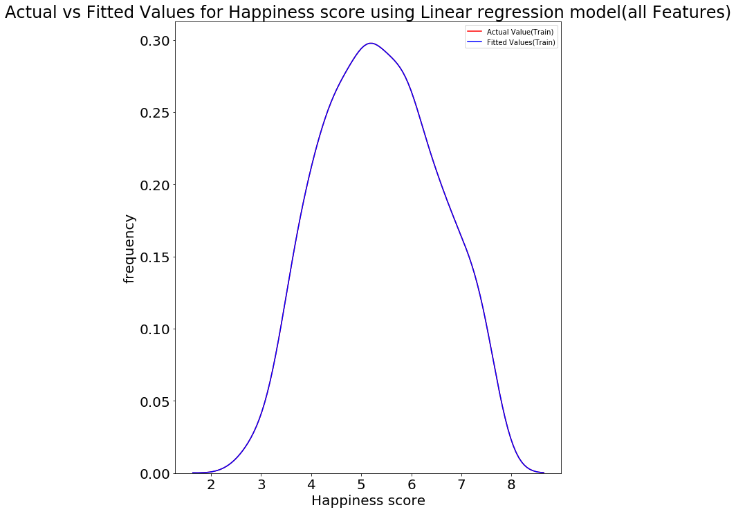 Actual vs Fitted Values for Happiness score using Linear regression model(all Features)
Actual Value(Train)
Fitted Values(Train)
0.30
0.25
0.20
0.15
0.10
0.05
0.00
frequency
2 3 4 5 6 7 8
Happiness score